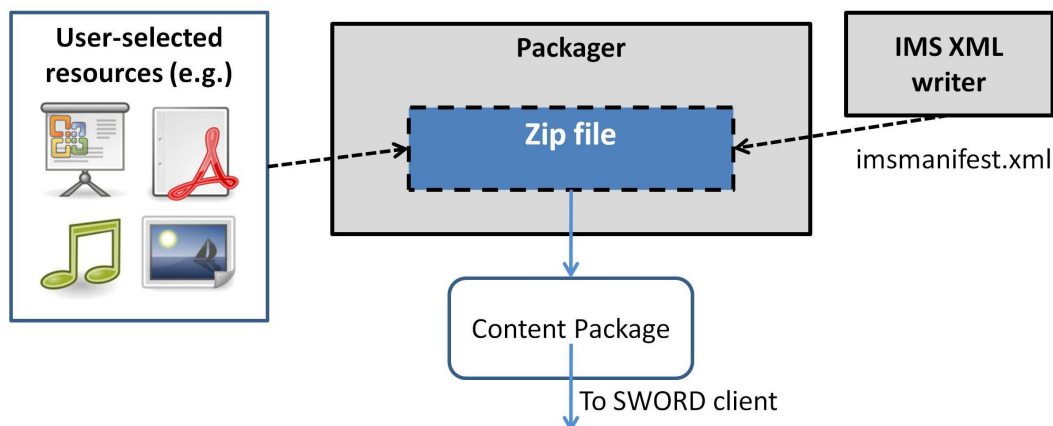 User-selected
resources (e.g.)
Packager
Zip file
IMS XML
writer
imsmanifest.xml
Content Package
To SWORD client